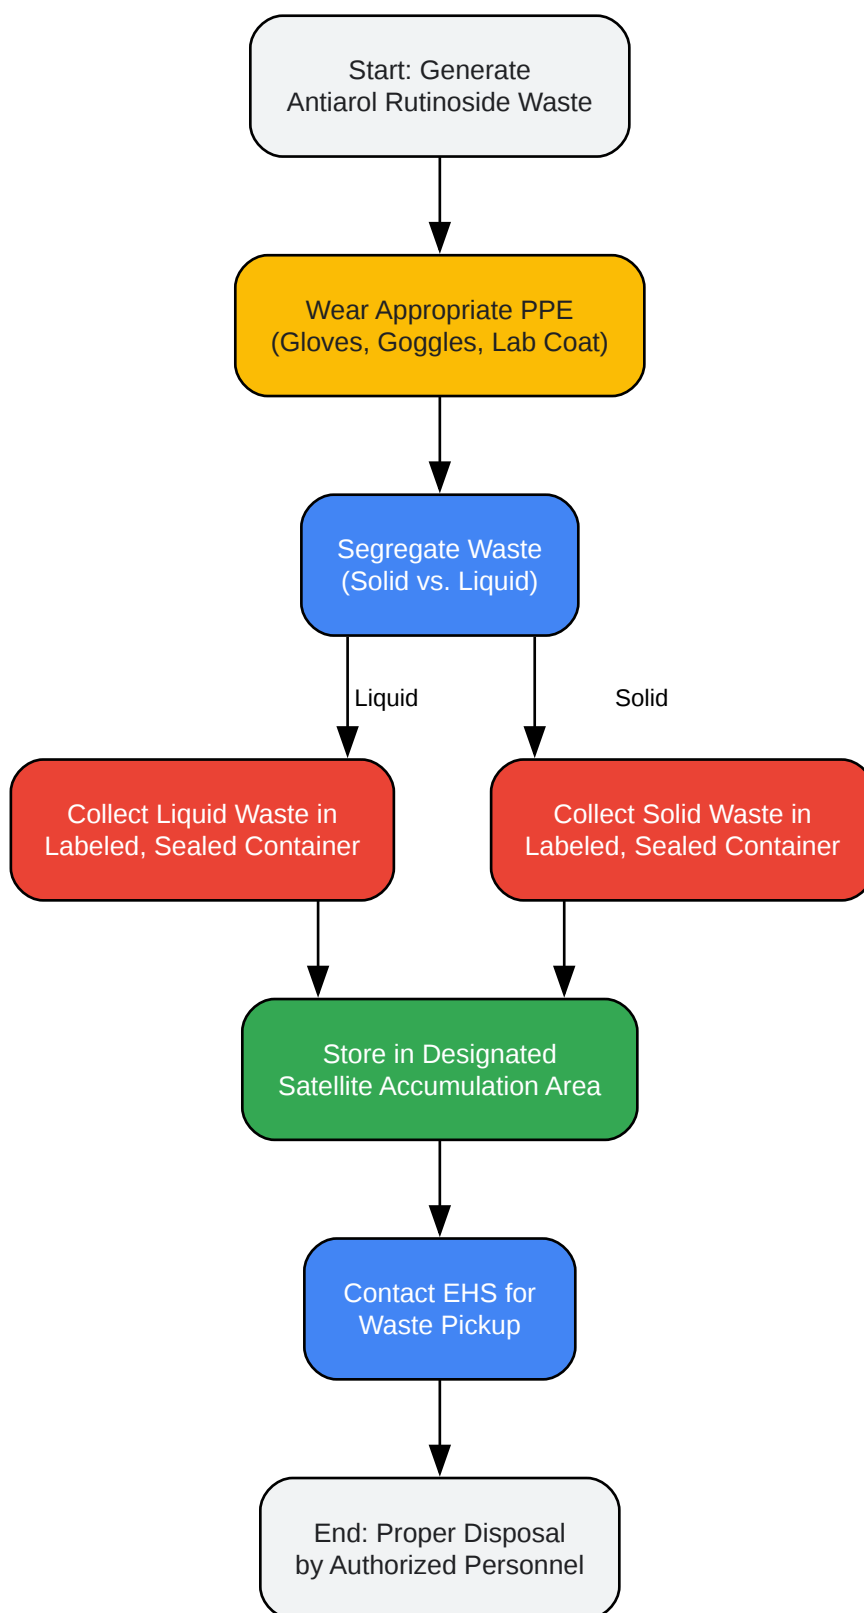 Start: Generate
Antiarol Rutinoside Waste
Wear Appropriate PPE
(Gloves, Goggles, Lab Coat)
Segregate Waste
(Solid vs. Liquid)
Liquid
Solid
Collect Liquid Waste in
Labeled, Sealed Container
Collect Solid Waste in
Labeled, Sealed Container
Store in Designated
Satellite Accumulation Area
Contact EHS for
Waste Pickup
End: Proper Disposal
by Authorized Personnel